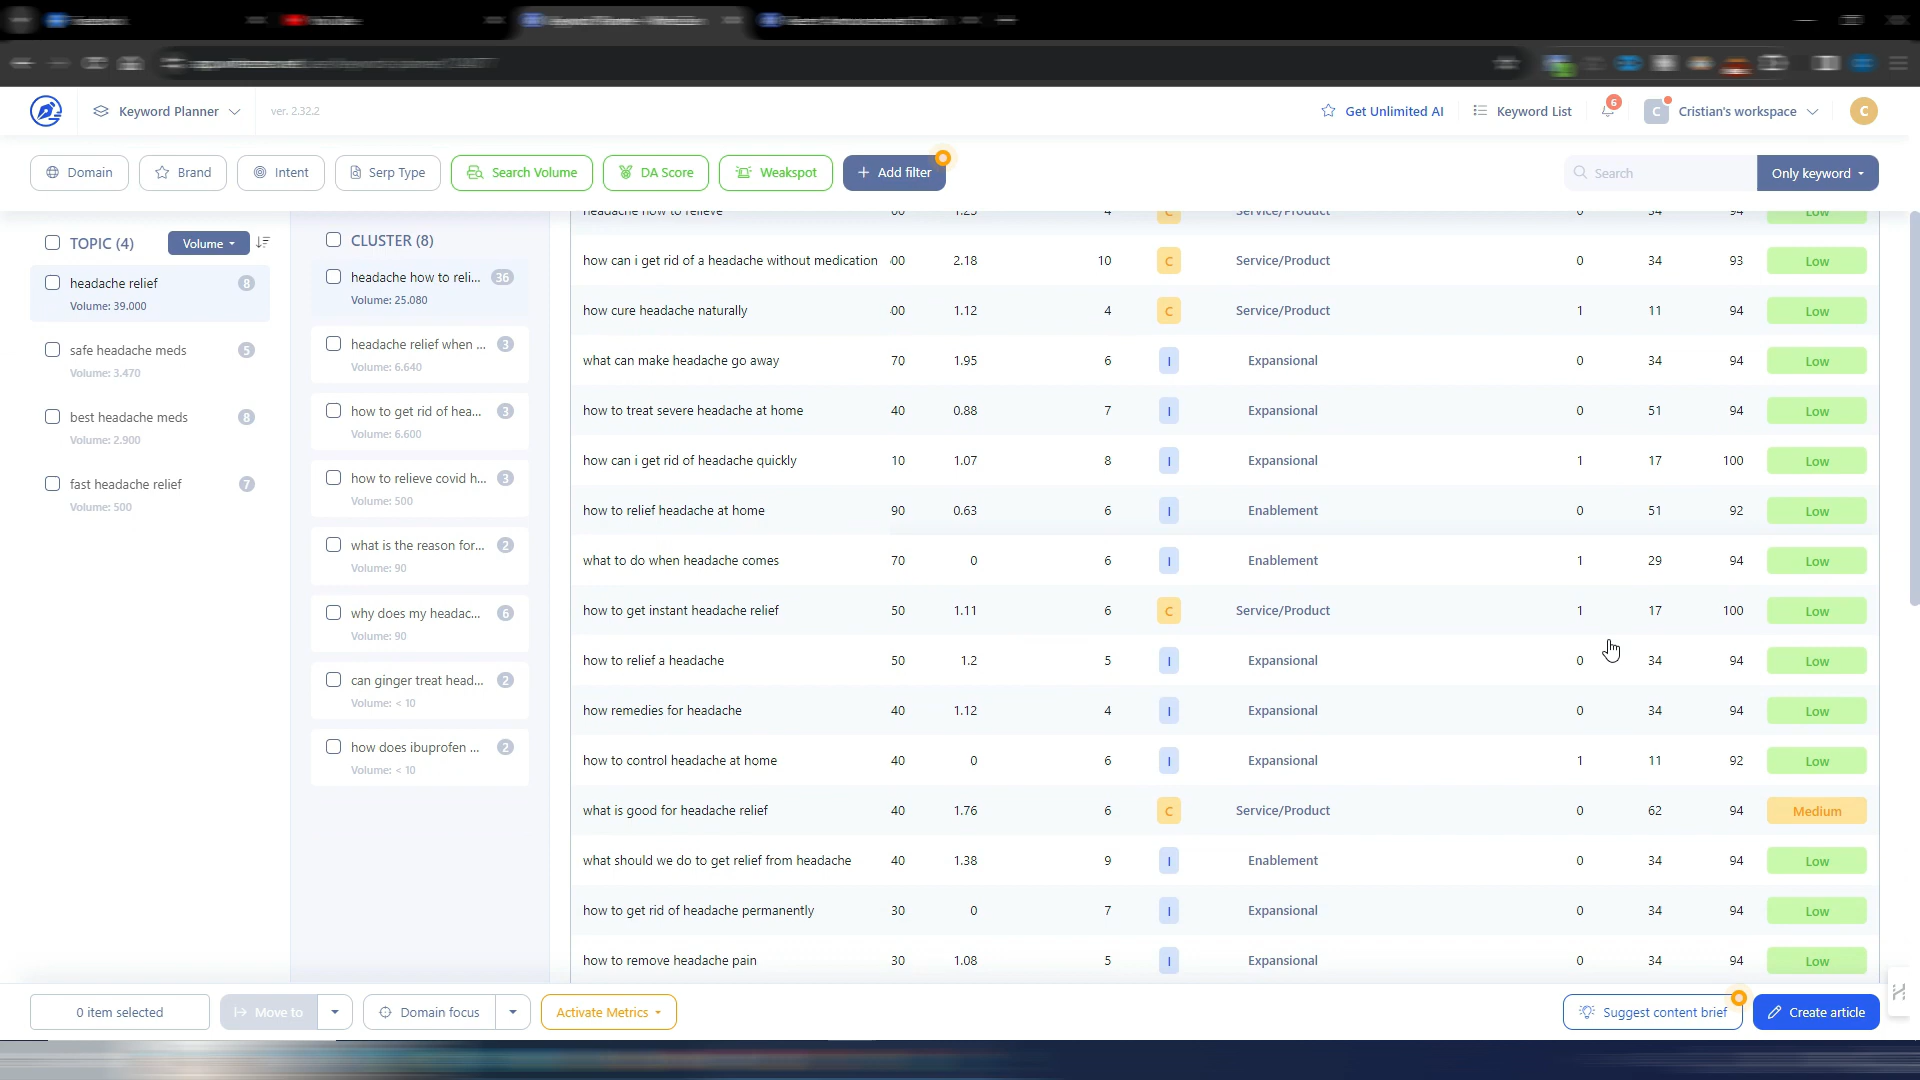 Keyword Planner
ver. 2.32.2
Get Unlimited AI
Keyword List
6
C
Cristian's workspace
C
Domain
Brand
Intent
Serp Type
Search Volume
DA Score
Weakspot
Add filter
Search
Only keyword
TOPIC (4)
Volume
headache relief 8
Volume: 39.000
safe headache meds 5
Volume: 3.470
best headache meds 8
Volume: 2.900
fast headache relief 7
Volume: 500
CLUSTER (8)
headache how to reli... 36
Volume: 25.080
headache relief when ... 3
Volume: 6.640
how to get rid of hea... 3
Volume: 6.600
how to relieve covid h... 3
Volume: 500
what is the reason for... 2
Volume: 90
why does my headac... 6
Volume: 90
can ginger treat head... 2
Volume: < 10
how does ibuprofen ... 2
Volume: < 10
headache how to relieve 00 1.25 4 C Service/Product 0 34 94 Low
how can i get rid of a headache without medication 00 2.18 10 C Service/Product 0 34 93 Low
how cure headache naturally 00 1.12 4 C Service/Product 1 11 94 Low
what can make headache go away 70 1.95 6 I Expansional 0 34 94 Low
how to treat severe headache at home 40 0.88 7 I Expansional 0 51 94 Low
how can i get rid of headache quickly 10 1.07 8 I Expansional 1 17 100 Low
how to relief headache at home 90 0.63 6 I Enablement 0 51 92 Low
what to do when headache comes 70 0 6 I Enablement 1 29 94 Low
how to get instant headache relief 50 1.11 6 C Service/Product 1 17 100 Low
how to relief a headache 50 1.2 5 I Expansional 0 34 94 Low
how remedies for headache 40 1.12 4 I Expansional 0 34 94 Low
how to control headache at home 40 0 6 I Expansional 1 11 92 Low
what is good for headache relief 40 1.76 6 C Service/Product 0 62 94 Medium
what should we do to get relief from headache 40 1.38 9 I Enablement 0 34 94 Low
how to get rid of headache permanently 30 0 7 I Expansional 0 34 94 Low
how to remove headache pain 30 1.08 5 I Expansional 0 34 94 Low
0 item selected
Move to
Domain focus
Activate Metrics
Suggest content brief
Create article